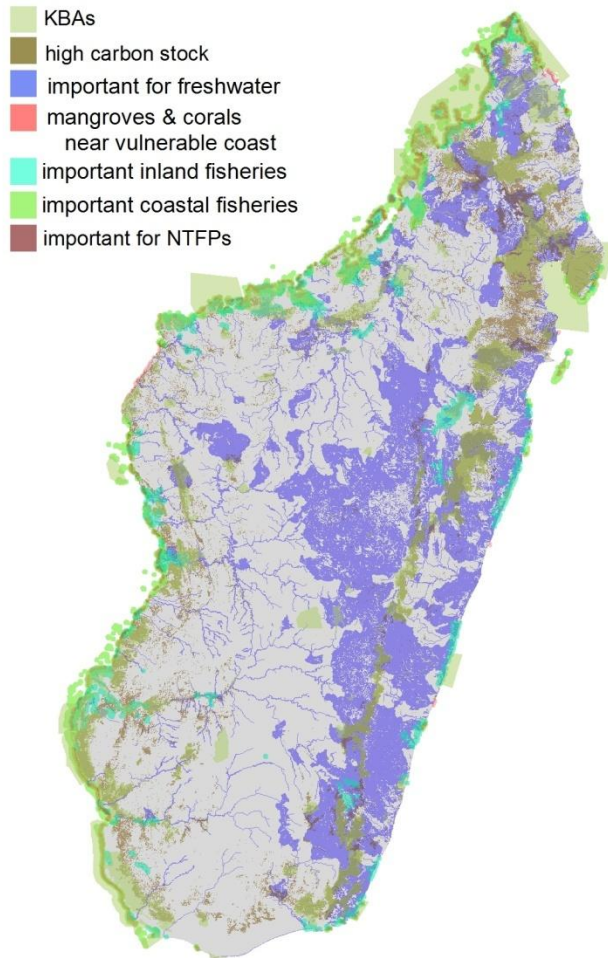 KBAs
high carbon stock
important for freshwater
mangroves & corals
near vulnerable coast
important inland fisheries
important coastal fisheries
important for NTFPs